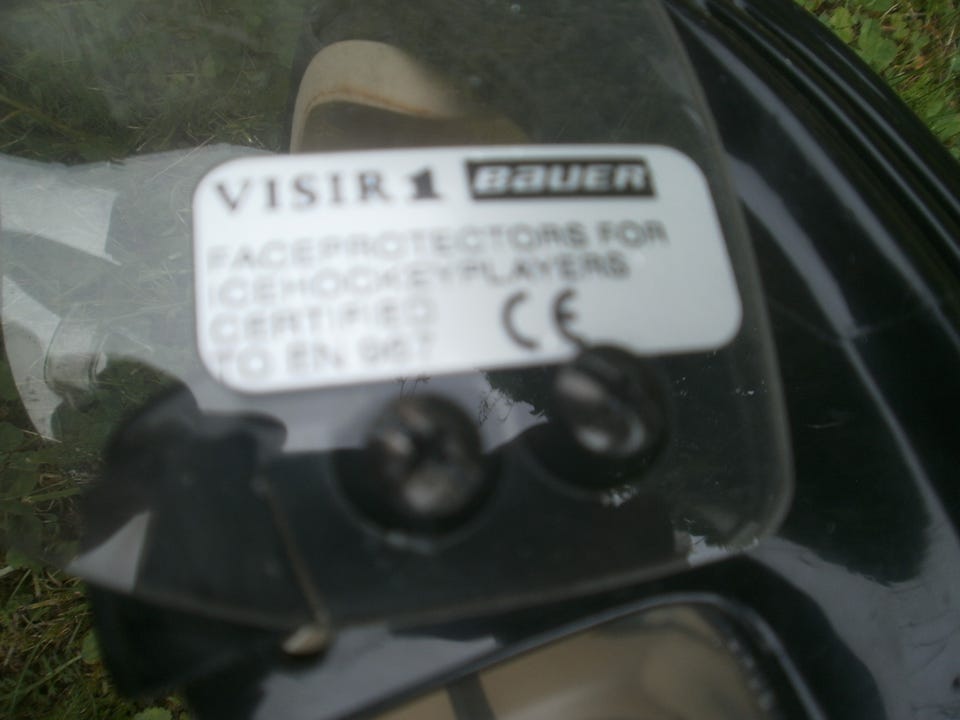 VISIR 1 BAUER
FACEPROTECTORS FOR
ICEHOCKEYPLAYERS
CERTIFIED CE
TO EN 967